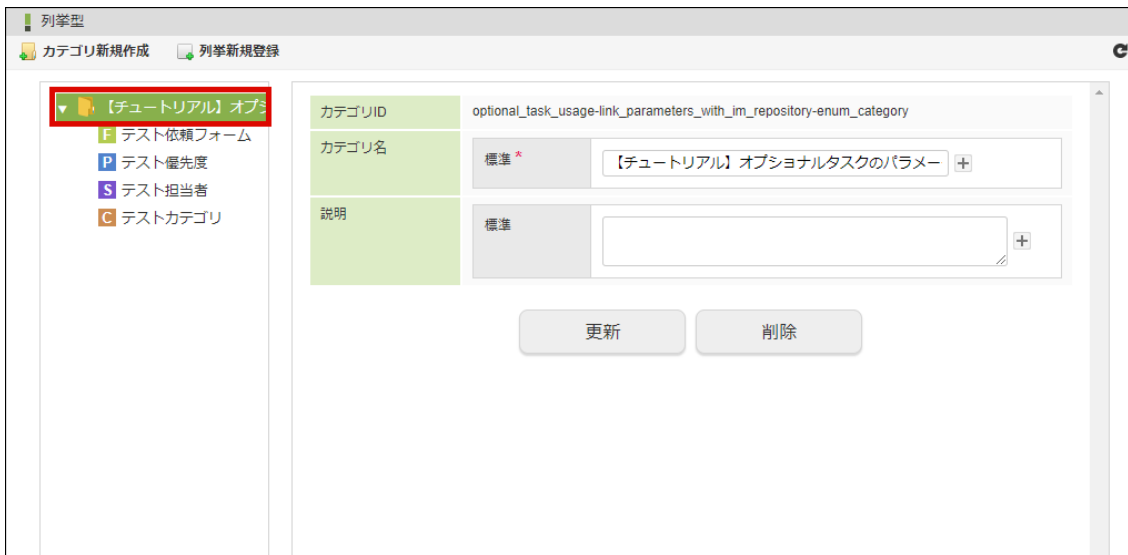 列挙型
カテゴリ新規作成 列挙新規登録
【チュートリアル】オプシ
F テスト依頼フォーム
P テスト優先度
S テスト担当者
C テストカテゴリ
カテゴリID optional_task_usage-link_parameters_with_im_repository-enum_category
カテゴリ名 標準 * 【チュートリアル】オプショナルタスクのパラメー
説明 標準
更新 削除